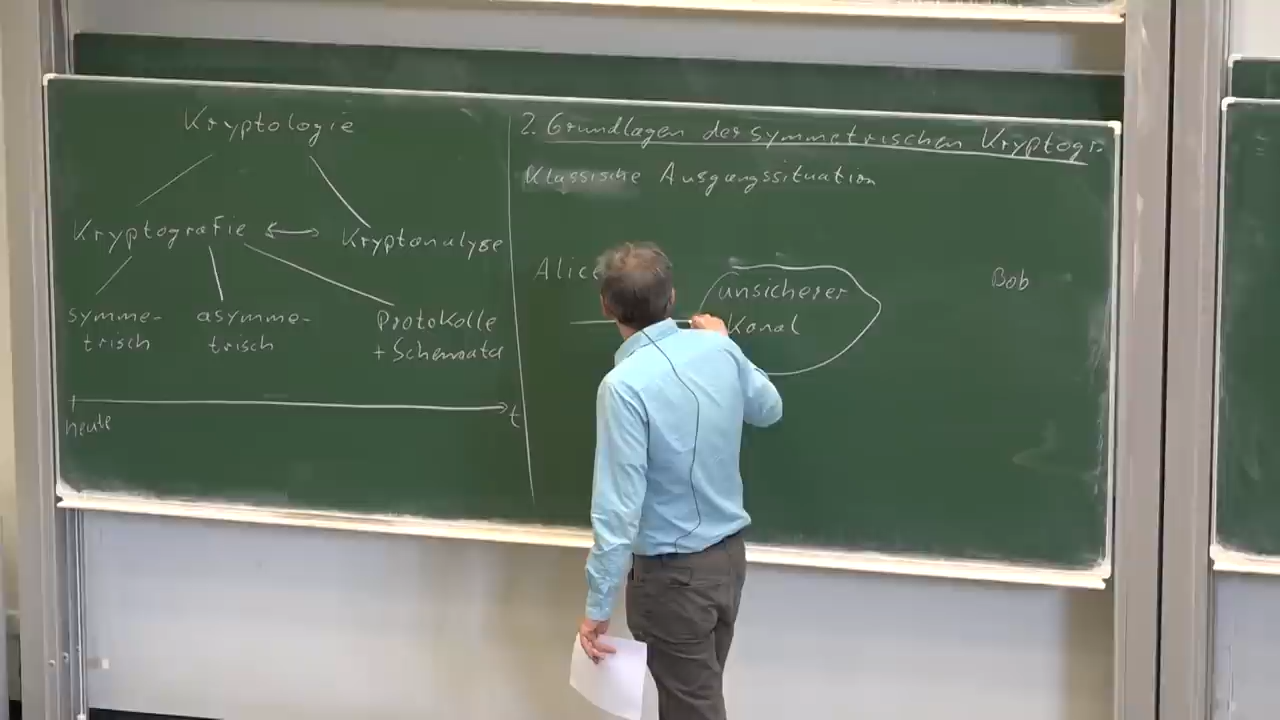 Kryptologie
Kryptografie ↔ Kryptanalyse
symme-
trisch
asymme-
trisch
Protokolle
+ Schemata
t
heute
2. Grundlagen der symmetrischen Kryptogr.
Klassische Ausgangssituation
Alice
unsicherer
Kanal
Bob